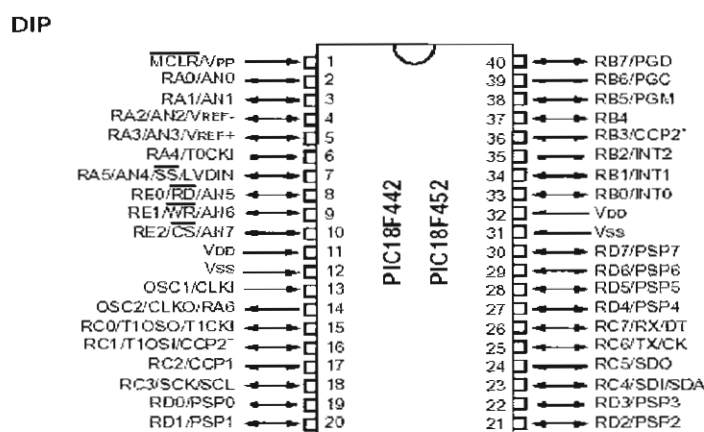 DIP
MCLR/VPP 1 40 RB7/PGD
RA0/AN0 2 39 RB6/PGC
RA1/AN1 3 38 RB5/PGM
RA2/AN2/VREF- 4 37 RB4
RA3/AN3/VREF+ 5 36 RB3/CCP2*
RA4/T0CKI 6 35 RB2/INT2
RA5/AN4/SS/LVDIN 7 34 RB1/INT1
RE0/RD/AN5 8 33 RB0/INT0
RE1/WR/AN6 9 32 VDD
RE2/CS/AN7 10 31 VSS
VDD 11 30 RD7/PSP7
VSS 12 29 RD6/PSP6
OSC1/CLKI 13 28 RD5/PSP5
OSC2/CLKO/RA6 14 27 RD4/PSP4
RC0/T1OSO/T1CKI 15 26 RC7/RX/DT
RC1/T1OSI/CCP2* 16 25 RC6/TX/CK
RC2/CCP1 17 24 RC5/SDO
RC3/SCK/SCL 18 23 RC4/SDI/SDA
RD0/PSP0 19 22 RD3/PSP3
RD1/PSP1 20 21 RD2/PSP2
PIC18F442
PIC18F452